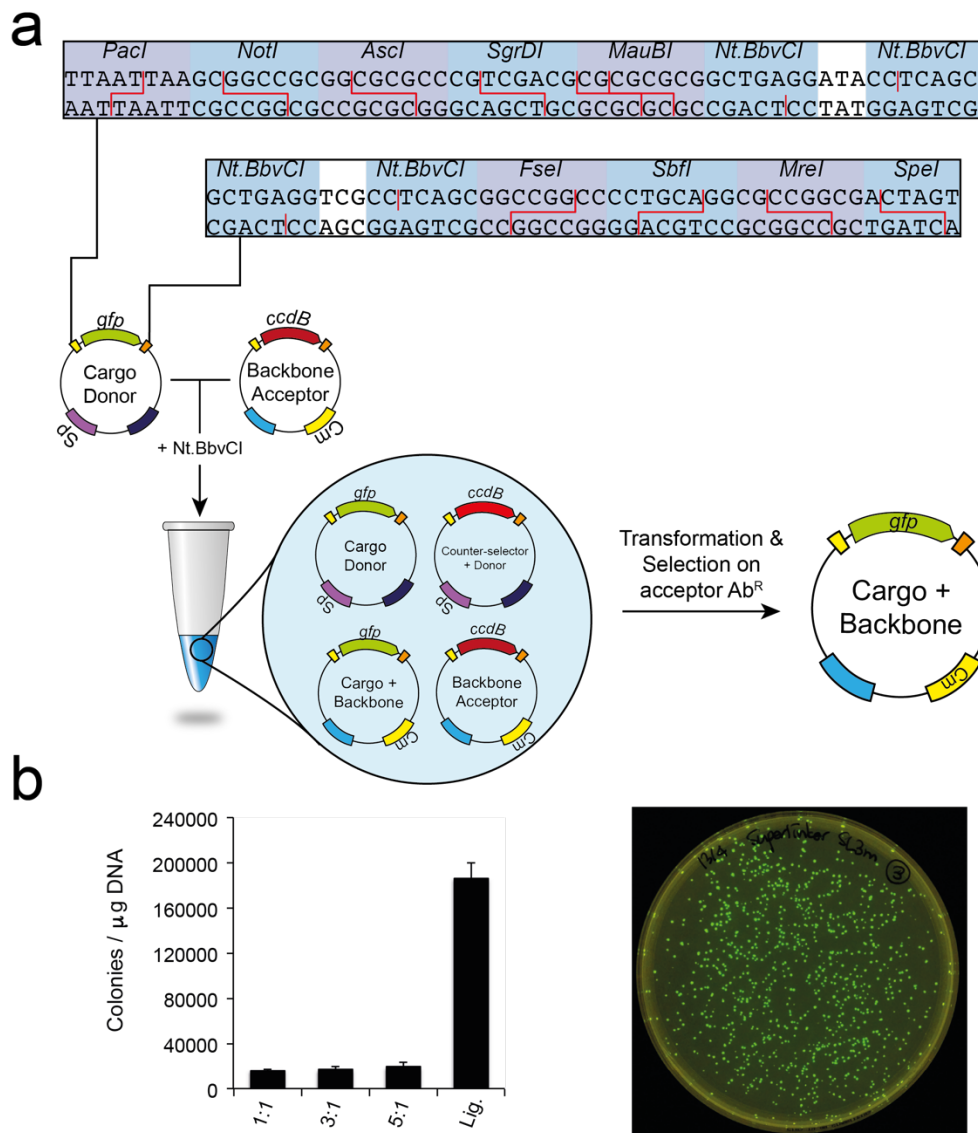 a
PacI NotI AscI SgrDI MauBI Nt.BbvCI Nt.BbvCI
TTAATTAAGCGGCCGCGGCGCGCCCGTCGACGCGCGCGCGGCTGAGGATACCTCAGC
AATTAATTCGCCGGCGCCGCGCGGGCAGCTGCGCGCGCGCCGACTCCTATGGAGTCG
Nt.BbvCI Nt.BbvCI FseI SbfI MreI SpeI
GCTGAGGTCGCCTCAGCGGCCGGCCCCTGCAGGCGCCGGCGACTAGT
CGACTCCAGCGGAGTCGCCGGCCGGGGACGTCCGCGGCCGCTGATCA
gfp
Cargo
Donor
Sp
ccdB
Backbone
Acceptor
Cm
+ Nt.BbvCI
gfp
Cargo
Donor
Sp
ccdB
Counter-selector
+ Donor
Sp
gfp
Cargo +
Backbone
Cm
ccdB
Backbone
Acceptor
Cm
Transformation &
Selection on
acceptor AbR
gfp
Cargo +
Backbone
Cm
b
Colonies / µg DNA
240000
200000
160000
120000
80000
40000
0
1:1
3:1
5:1
Lig.
Superlinker SL3m
3